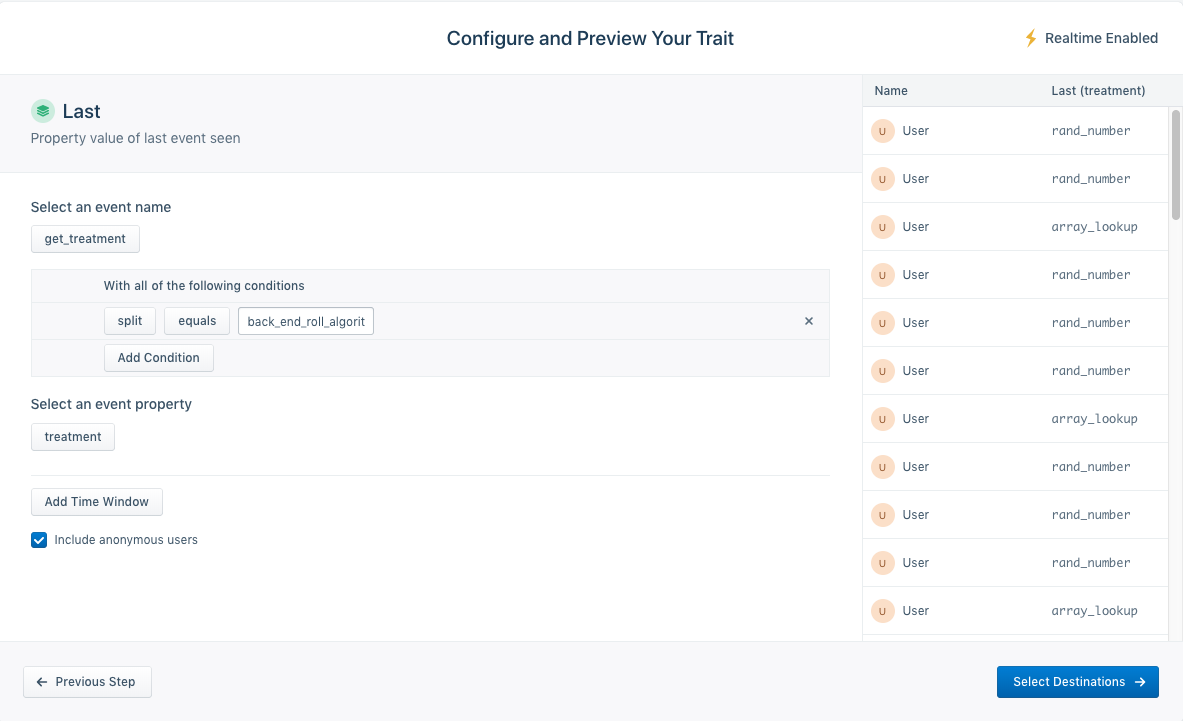 Configure and Preview Your Trait
Realtime Enabled
Last
Property value of last event seen
Select an event name
get_treatment
With all of the following conditions
split equals back_end_roll_algorit ×
Add Condition
Select an event property
treatment
Add Time Window
Include anonymous users
Name Last (treatment)
U User rand_number
U User rand_number
U User array_lookup
U User rand_number
U User rand_number
U User rand_number
U User array_lookup
U User rand_number
U User rand_number
U User rand_number
U User array_lookup
← Previous Step
Select Destinations →